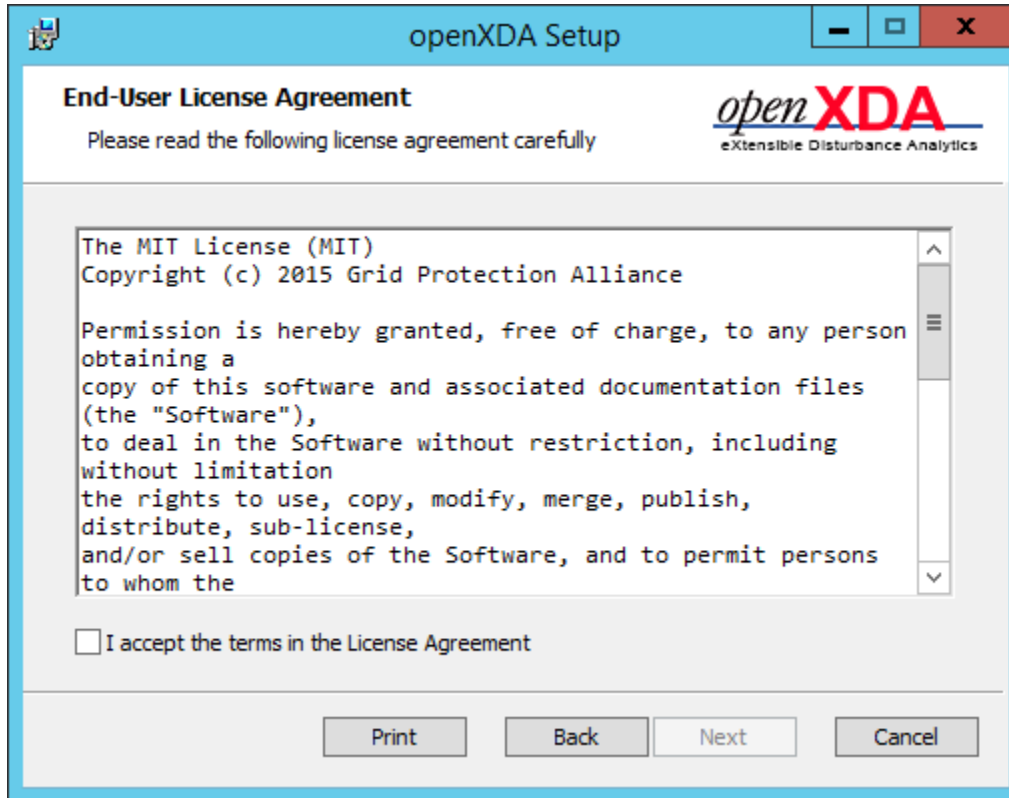 openXDA Setup
End-User License Agreement
Please read the following license agreement carefully
open XDA
eXtensible Disturbance Analytics
The MIT License (MIT)
Copyright (c) 2015 Grid Protection Alliance
Permission is hereby granted, free of charge, to any person
obtaining a
copy of this software and associated documentation files
(the "Software"),
to deal in the Software without restriction, including
without limitation
the rights to use, copy, modify, merge, publish,
distribute, sub-license,
and/or sell copies of the Software, and to permit persons
to whom the
I accept the terms in the License Agreement
Print Back Next Cancel